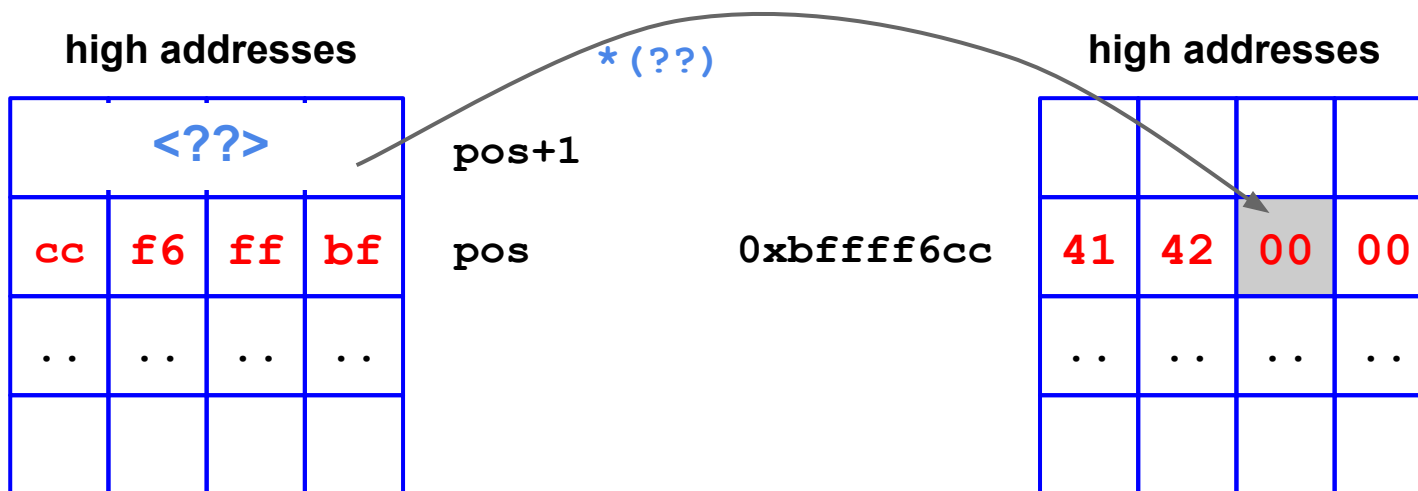 high addresses
*(??)
high addresses
<??>
pos+1
cc f6 ff bf
pos
0xbffff6cc
41 42 00 00
.. .. .. ..
.. .. .. ..